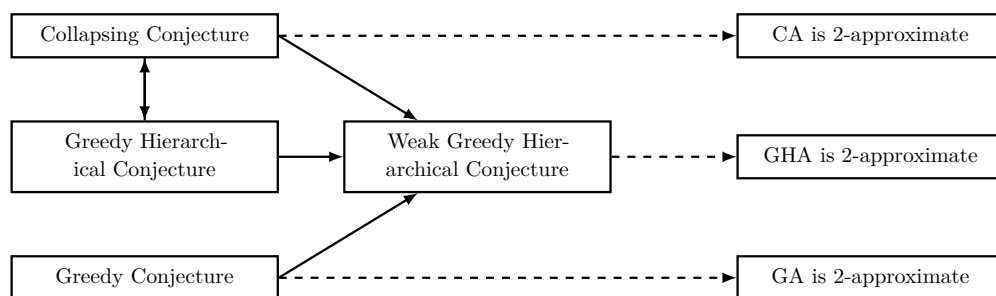 Collapsing Conjecture
CA is 2-approximate
Greedy Hierarch-
ical Conjecture
Weak Greedy Hier-
archical Conjecture
GHA is 2-approximate
Greedy Conjecture
GA is 2-approximate